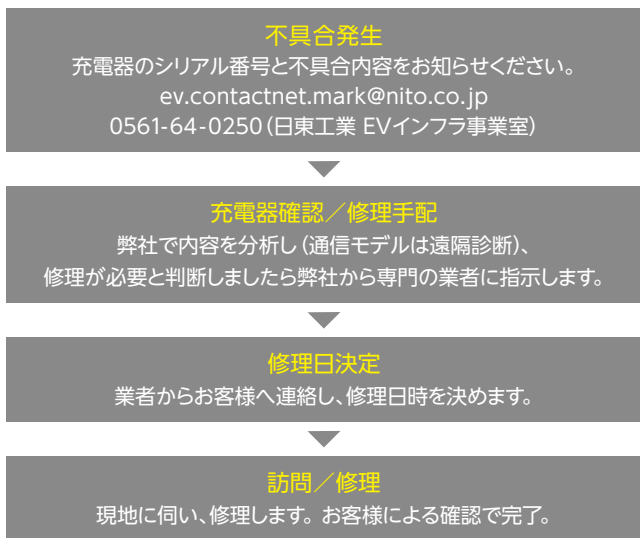 不具合発生
充電器のシリアル番号と不具合内容をお知らせください。
ev.contactnet.mark@nito.co.jp
0561-64-0250（日東工業 EVインフラ事業室）
充電器確認／修理手配
弊社で内容を分析し（通信モデルは遠隔診断）、
修理が必要と判断しましたら弊社から専門の業者に指示します。
修理日決定
業者からお客様へ連絡し、修理日時を決めます。
訪問／修理
現地に伺い、修理します。お客様による確認で完了。